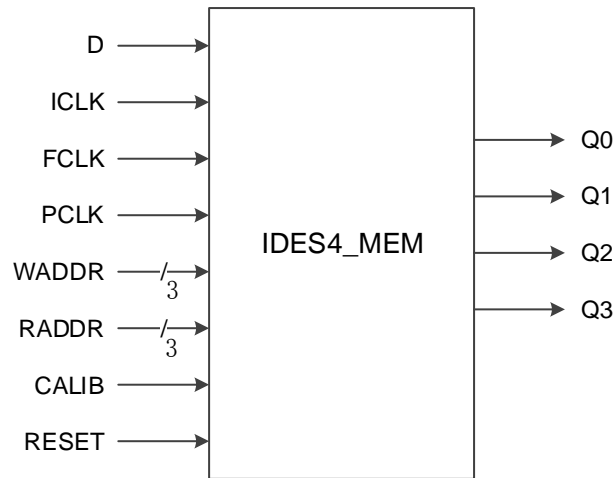 D
ICLK
FCLK
PCLK
WADDR
/
3
RADDR
/
3
CALIB
RESET
IDES4_MEM
Q0
Q1
Q2
Q3